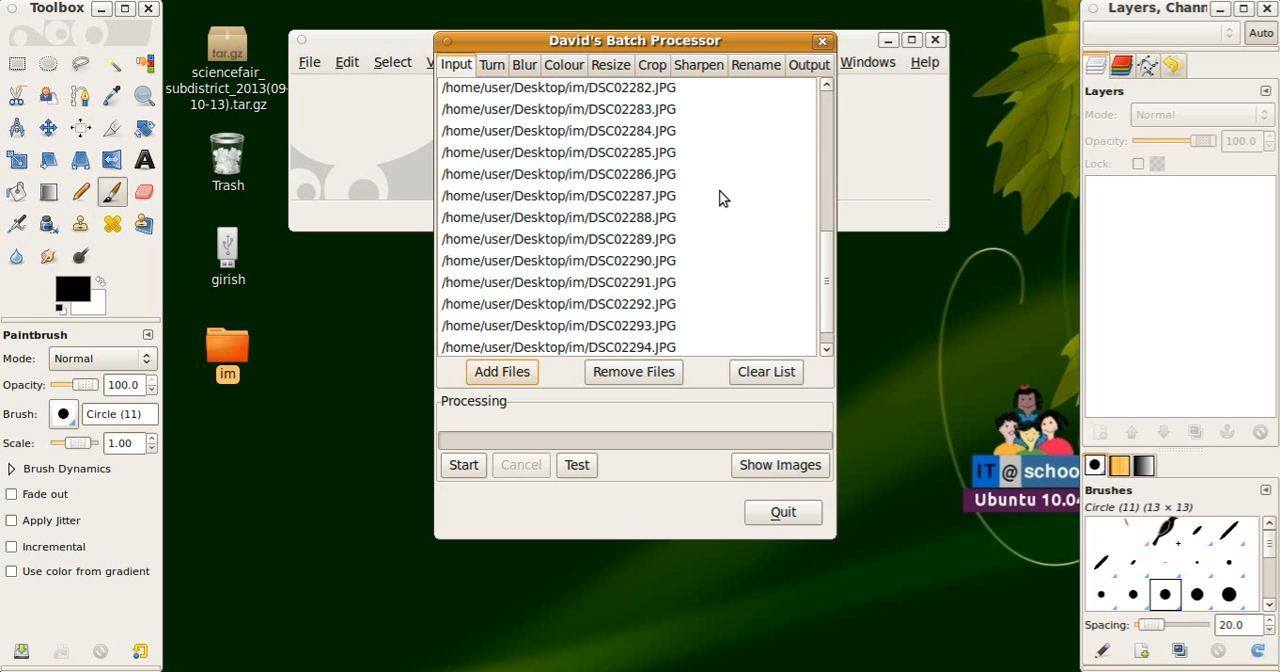 Toolbox
Paintbrush
Mode: Normal
Opacity: 100.0
Brush: Circle (11)
Scale: 1.00
Brush Dynamics
Fade out
Apply Jitter
Incremental
Use color from gradient
tar.gz
sciencefair_
subdistrict_2013(09-
10-13).tar.gz
Trash
girish
im
File Edit Select V
Windows Help
David's Batch Processor
Input Turn Blur Colour Resize Crop Sharpen Rename Output
/home/user/Desktop/im/DSC02282.JPG
/home/user/Desktop/im/DSC02283.JPG
/home/user/Desktop/im/DSC02284.JPG
/home/user/Desktop/im/DSC02285.JPG
/home/user/Desktop/im/DSC02286.JPG
/home/user/Desktop/im/DSC02287.JPG
/home/user/Desktop/im/DSC02288.JPG
/home/user/Desktop/im/DSC02289.JPG
/home/user/Desktop/im/DSC02290.JPG
/home/user/Desktop/im/DSC02291.JPG
/home/user/Desktop/im/DSC02292.JPG
/home/user/Desktop/im/DSC02293.JPG
/home/user/Desktop/im/DSC02294.JPG
Add Files Remove Files Clear List
Processing
Start Cancel Test Show Images
Quit
IT@schoo
Ubuntu 10.04
Layers, Chann
Auto
Layers
Mode: Normal
Opacity: 100.0
Lock:
Brushes
Circle (11) (13 × 13)
Spacing: 20.0